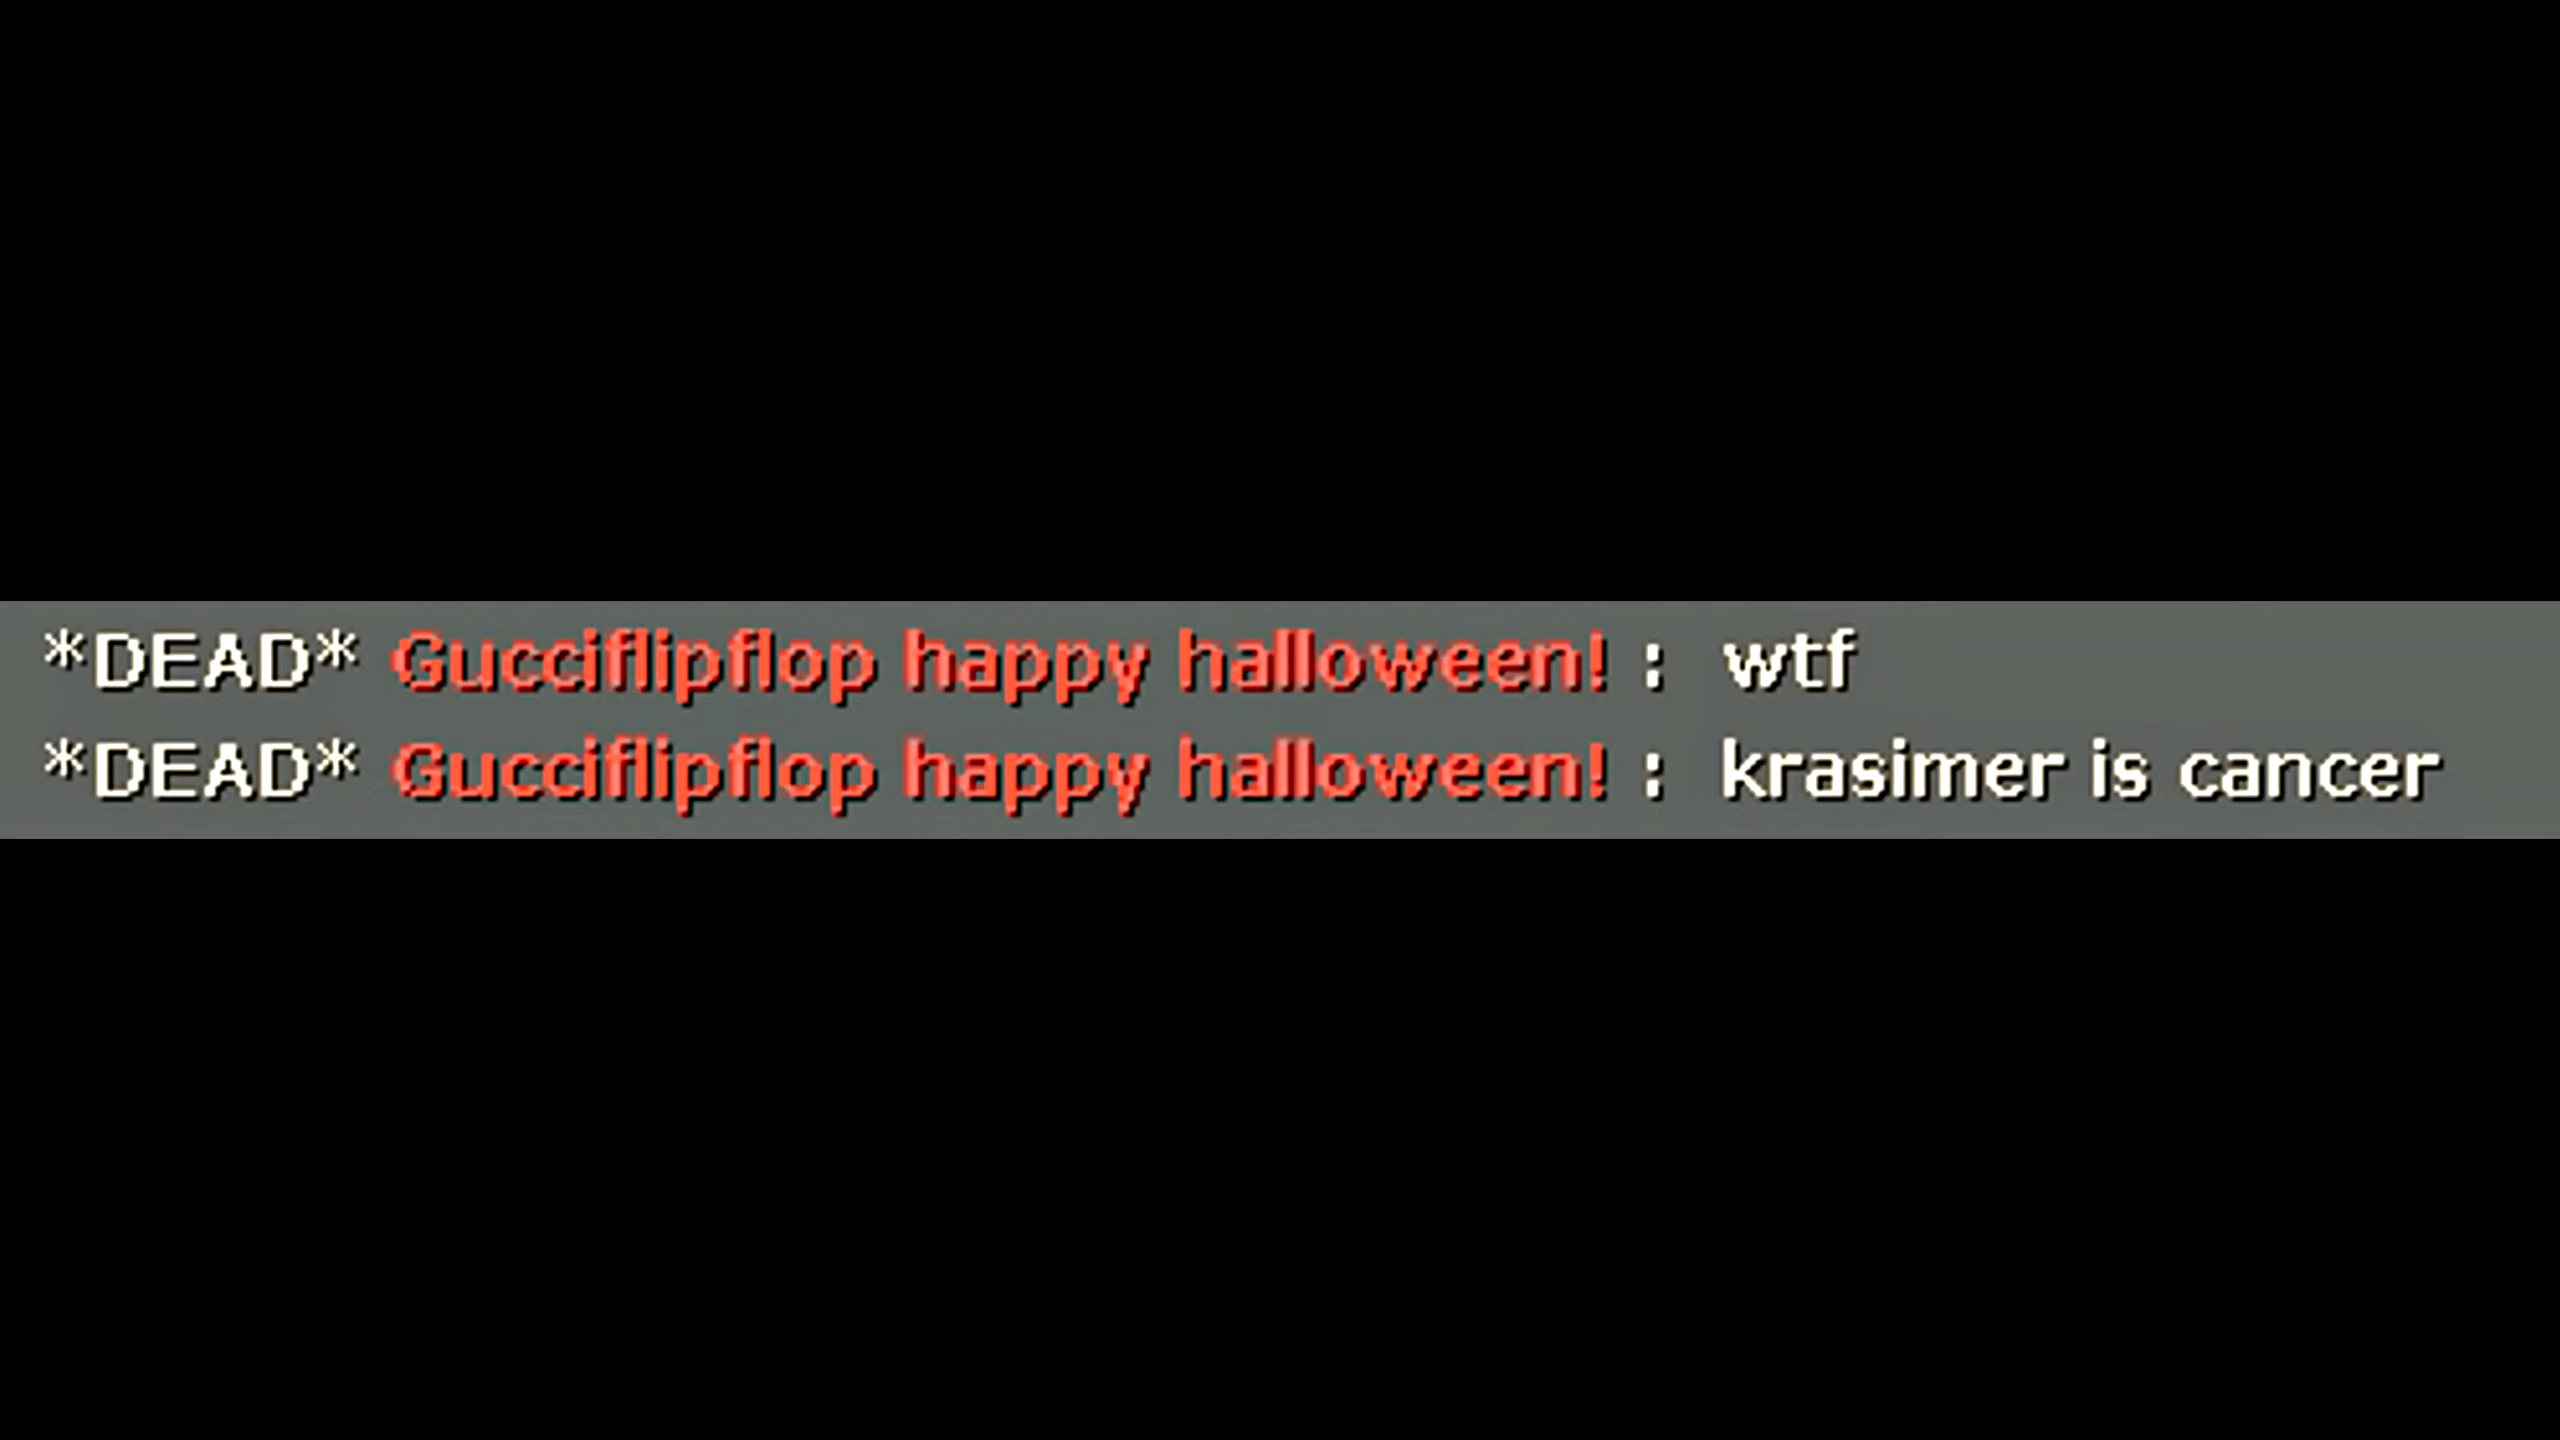 *DEAD* Gucciflipflop happy halloween! :  wtf
*DEAD* Gucciflipflop happy halloween! :  krasimer is cancer